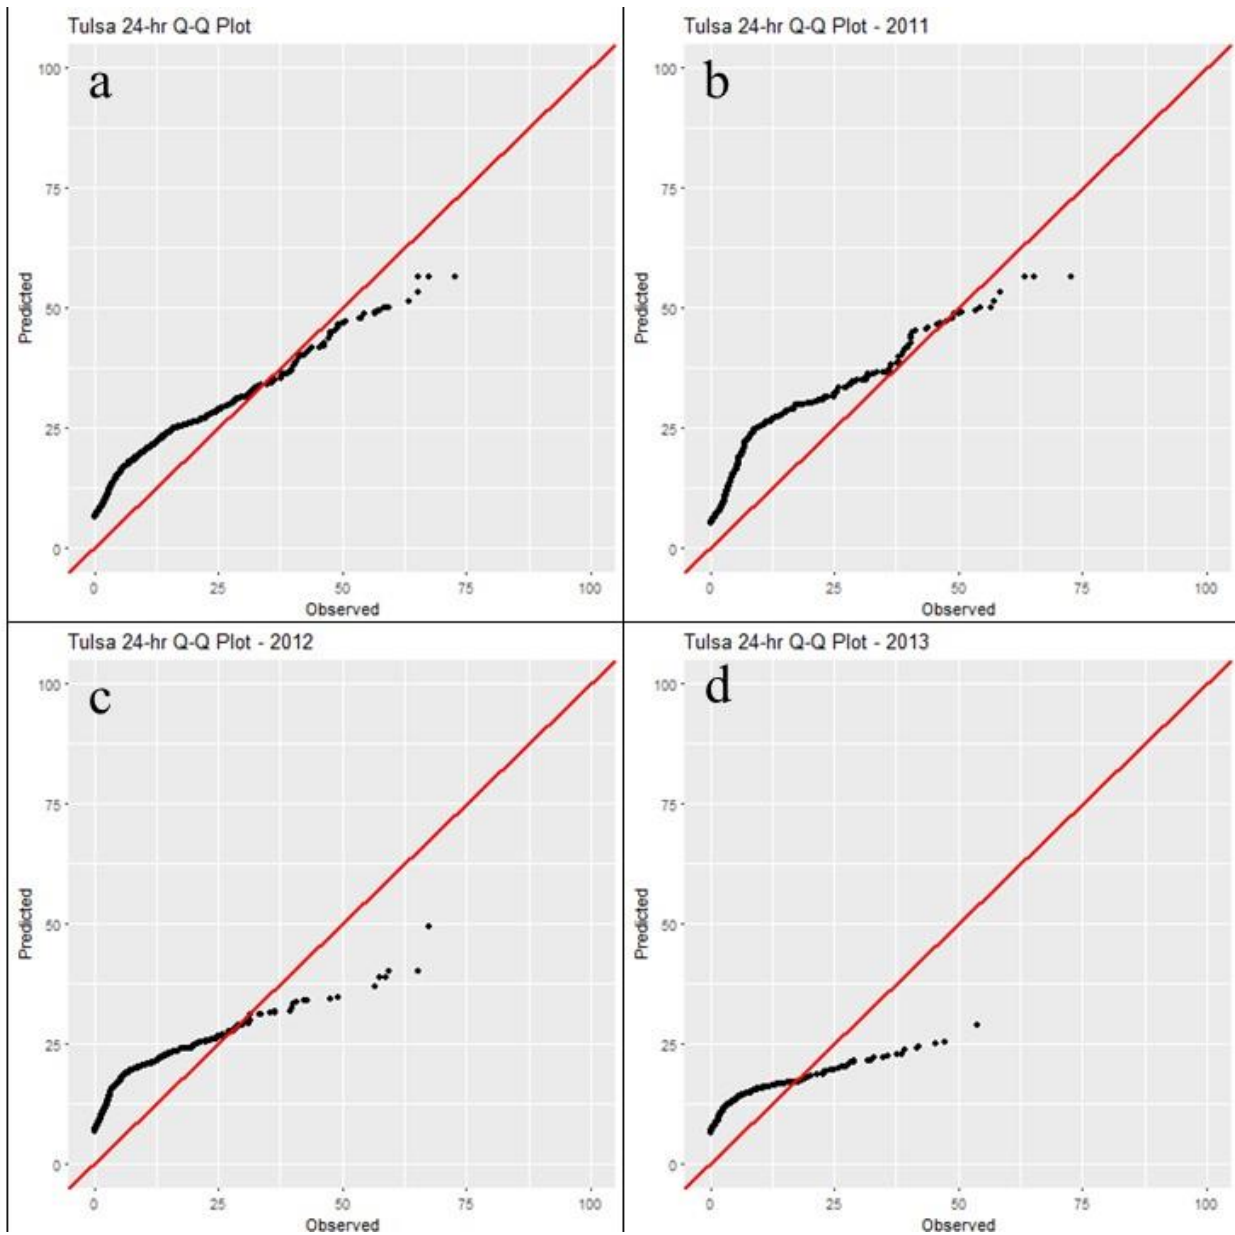 Tulsa 24-hr Q-Q Plot
a
100
75
50
25
0
Predicted
0 25 50 75 100
Observed
Tulsa 24-hr Q-Q Plot - 2011
b
100
75
50
25
0
Predicted
0 25 50 75 100
Observed
Tulsa 24-hr Q-Q Plot - 2012
c
100
75
50
25
0
Predicted
0 25 50 75 100
Observed
Tulsa 24-hr Q-Q Plot - 2013
d
100
75
50
25
0
Predicted
0 25 50 75 100
Observed